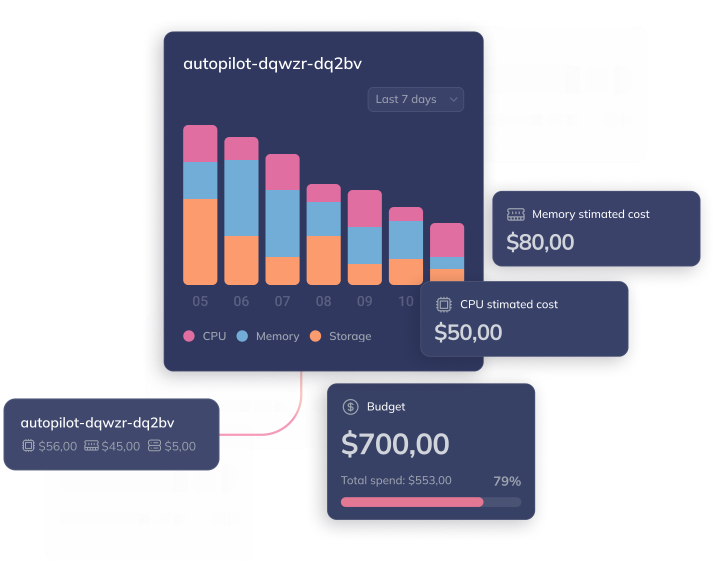 autopilot-dqwzr-dq2bv
Last 7 days
05 06 07 08 09 10
CPU Memory Storage
Memory stimated cost
$80,00
CPU stimated cost
$50,00
autopilot-dqwzr-dq2bv
$56,00 $45,00 $5,00
Budget
$700,00
Total spend: $553,00 79%